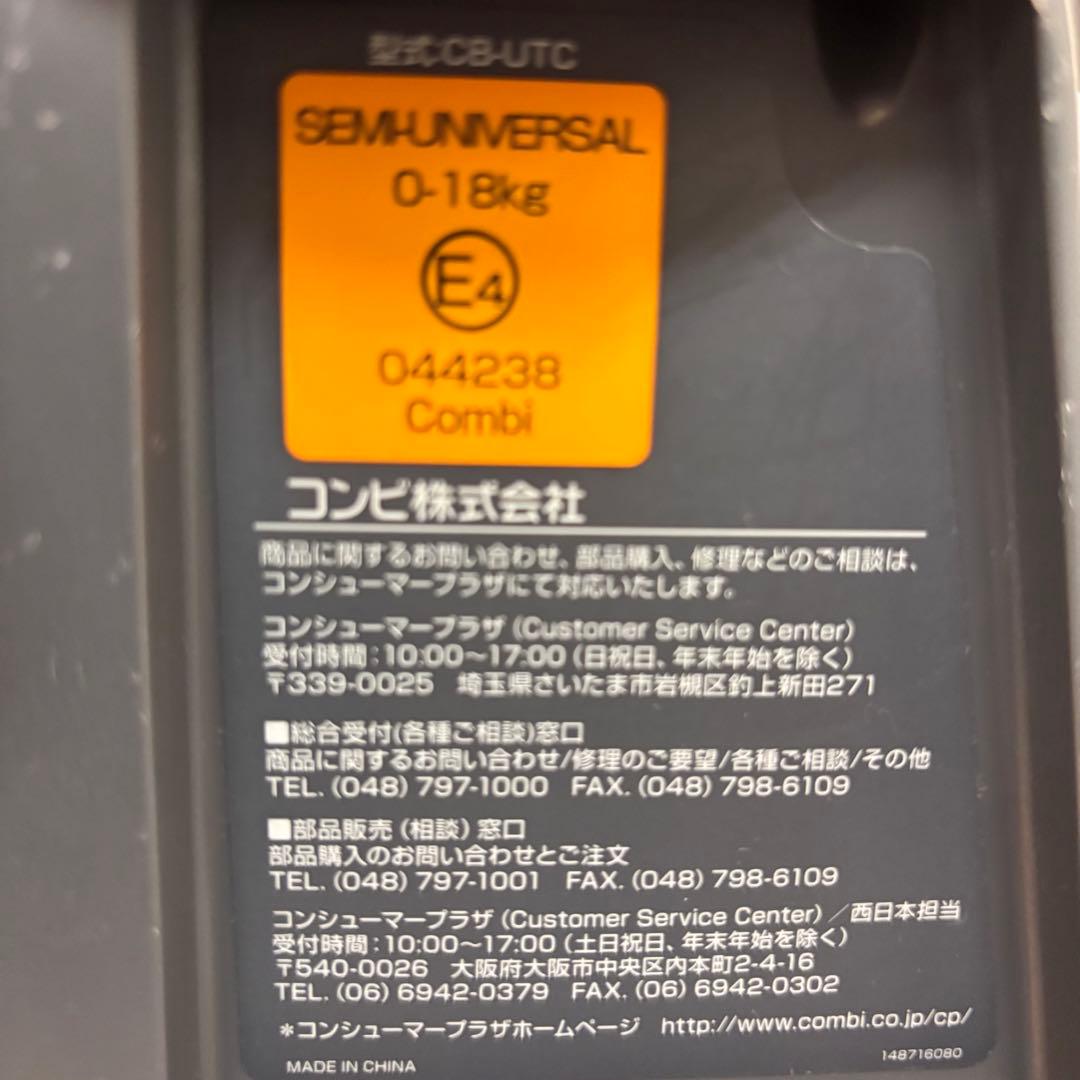 型式:CB-UTC
SEMI-UNIVERSAL
0-18kg
E4
044238
Combi
コンビ株式会社
商品に関するお問い合わせ、部品購入、修理などのご相談は、
コンシューマープラザにて対応いたします。
コンシューマープラザ (Customer Service Center)
受付時間：10:00～17:00 (日祝日、年末年始を除く)
〒339-0025 埼玉県さいたま市岩槻区釣上新田271
■総合受付(各種ご相談)窓口
商品に関するお問い合わせ/修理のご要望/各種ご相談/その他
TEL. (048) 797-1000 FAX. (048) 798-6109
■部品販売 (相談) 窓口
部品購入のお問い合わせとご注文
TEL. (048) 797-1001 FAX. (048) 798-6109
コンシューマープラザ (Customer Service Center) ／西日本担当
受付時間：10:00～17:00 (土日祝日、年末年始を除く)
〒540-0026 大阪府大阪市中央区内本町2-4-16
TEL. (06) 6942-0379 FAX. (06) 6942-0302
＊コンシューマープラザホームページ http://www.combi.co.jp/cp/
MADE IN CHINA
148716080